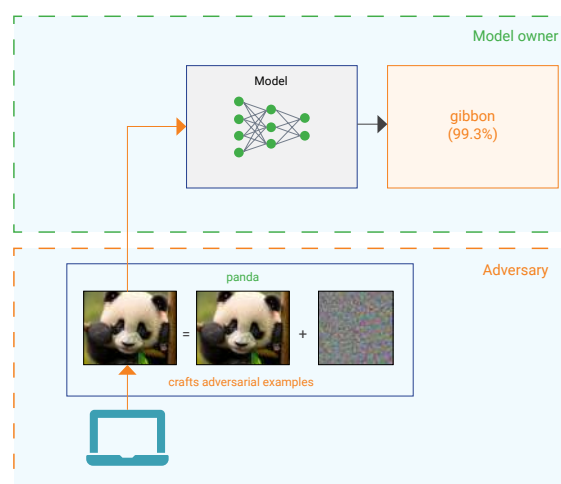 Model owner
Model
gibbon
(99.3%)
Adversary
panda
=
+
crafts adversarial examples